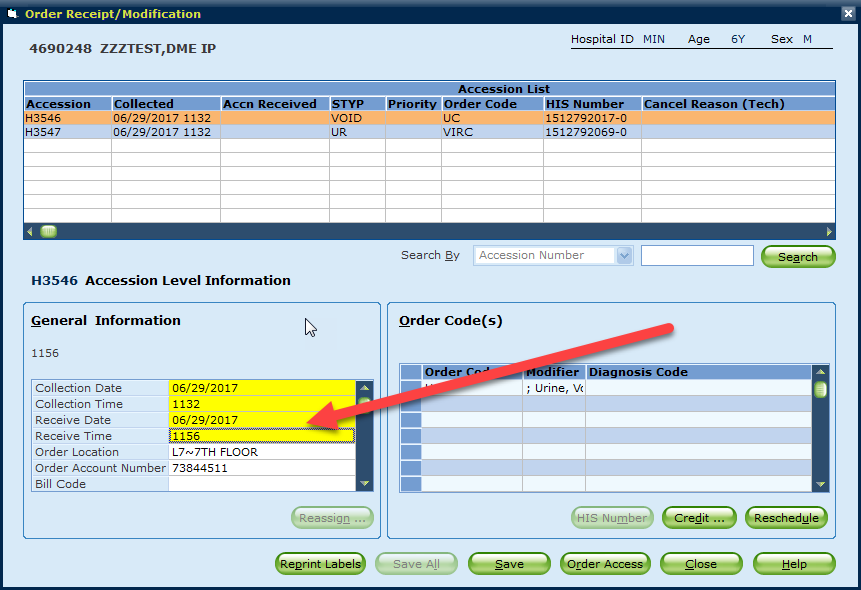 Order Receipt/Modification
4690248 ZZZTEST,DME IP
Hospital ID MIN Age 6Y Sex M
Accession List
Accession Collected Accn Received STYP Priority Order Code HIS Number Cancel Reason (Tech)
H3546 06/29/2017 1132 VOID UC 1512792017-0
H3547 06/29/2017 1132 UR VIRC 1512792069-0
Search By Accession Number Search
H3546 Accession Level Information
General Information
1156
Collection Date 06/29/2017
Collection Time 1132
Receive Date 06/29/2017
Receive Time 1156
Order Location L7~7TH FLOOR
Order Account Number 73844511
Bill Code
Reassign ...
Order Code(s)
Order Modifier Diagnosis Code
; Urine, Vo
HIS Number Credit ... Reschedule
Reprint Labels Save All Save Order Access Close Help